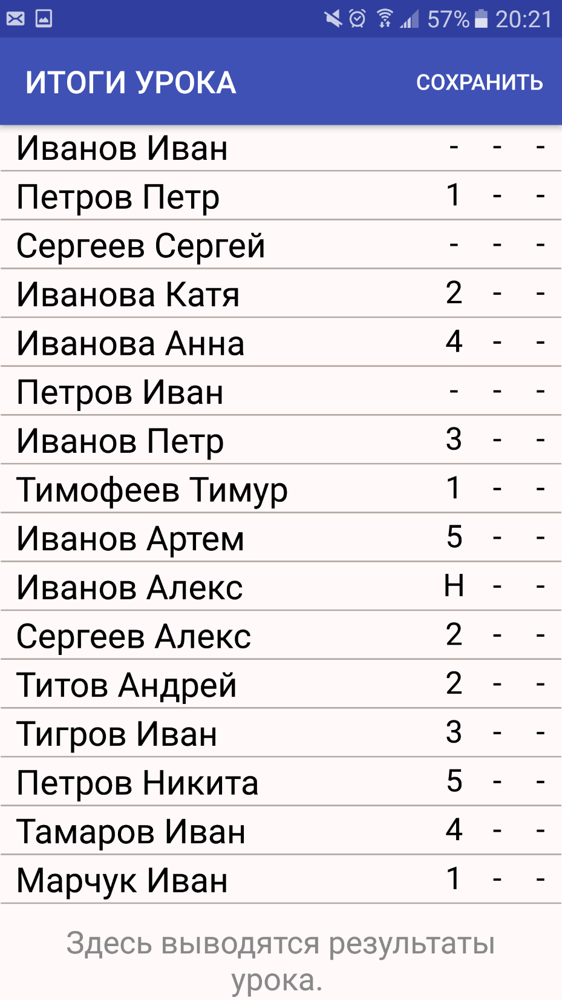 57% 20:21
ИТОГИ УРОКА СОХРАНИТЬ
Иванов Иван - - -
Петров Петр 1 - -
Сергеев Сергей - - -
Иванова Катя 2 - -
Иванова Анна 4 - -
Петров Иван - - -
Иванов Петр 3 - -
Тимофеев Тимур 1 - -
Иванов Артем 5 - -
Иванов Алекс Н - -
Сергеев Алекс 2 - -
Титов Андрей 2 - -
Тигров Иван 3 - -
Петров Никита 5 - -
Тамаров Иван 4 - -
Марчук Иван 1 - -
Здесь выводятся результаты
урока.